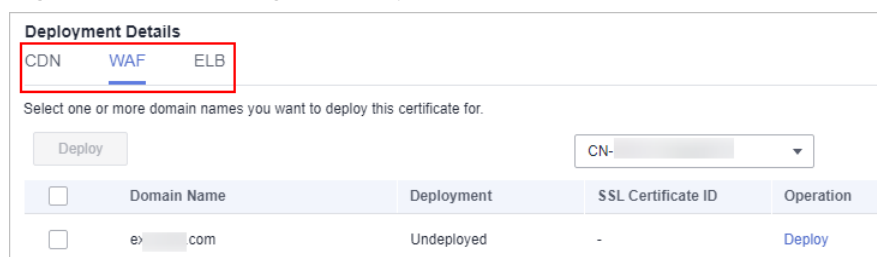 Deployment Details
CDN WAF ELB
Select one or more domain names you want to deploy this certificate for.
Deploy CN-
Domain Name Deployment SSL Certificate ID Operation
.com Undeployed - Deploy